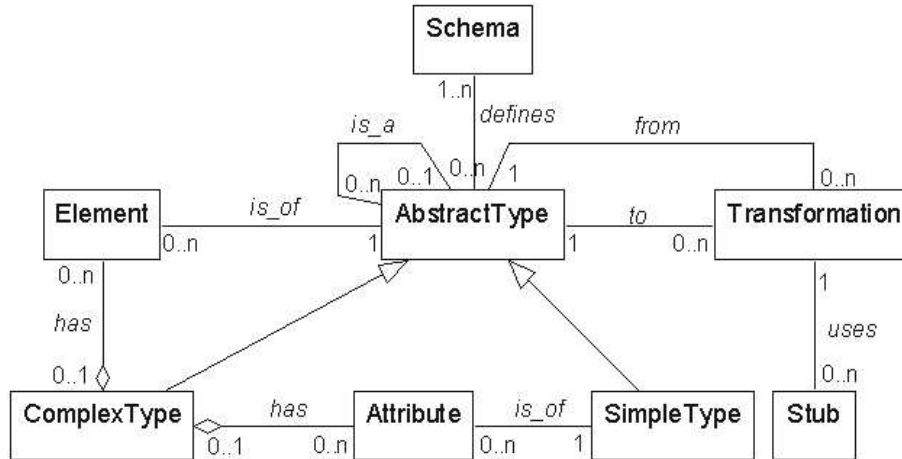 Schema
1..n
defines
is_a
from
0..n
0..1
0..n
1
0..n
Element
is_of
AbstractType
to
Transformation
0..n
1
1
0..n
0..n
1
has
uses
0..1
0..n
ComplexType
has
Attribute
is_of
SimpleType
Stub
0..1
0..n
0..n
1